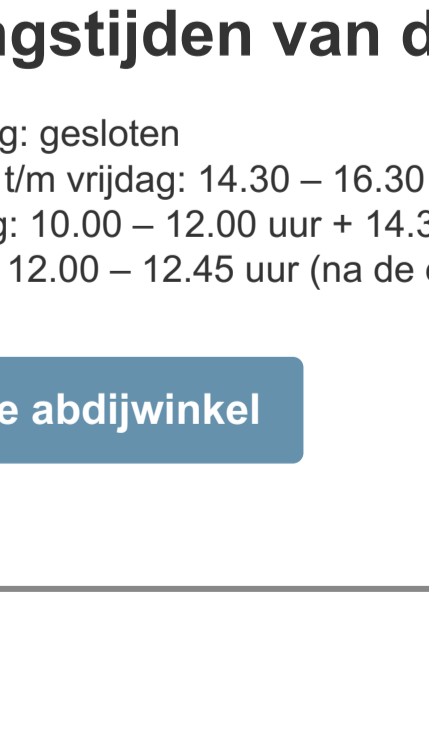 ngstijden van d
g: gesloten
t/m vrijdag: 14.30 – 16.30
g: 10.00 – 12.00 uur + 14.3
12.00 – 12.45 uur (na de
e abdijwinkel